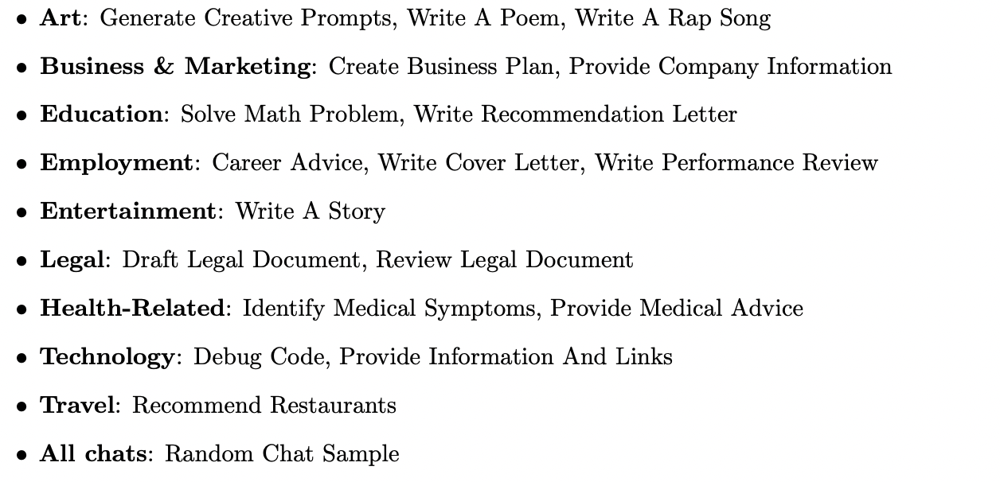 • Art: Generate Creative Prompts, Write A Poem, Write A Rap Song
• Business & Marketing: Create Business Plan, Provide Company Information
• Education: Solve Math Problem, Write Recommendation Letter
• Employment: Career Advice, Write Cover Letter, Write Performance Review
• Entertainment: Write A Story
• Legal: Draft Legal Document, Review Legal Document
• Health-Related: Identify Medical Symptoms, Provide Medical Advice
• Technology: Debug Code, Provide Information And Links
• Travel: Recommend Restaurants
• All chats: Random Chat Sample